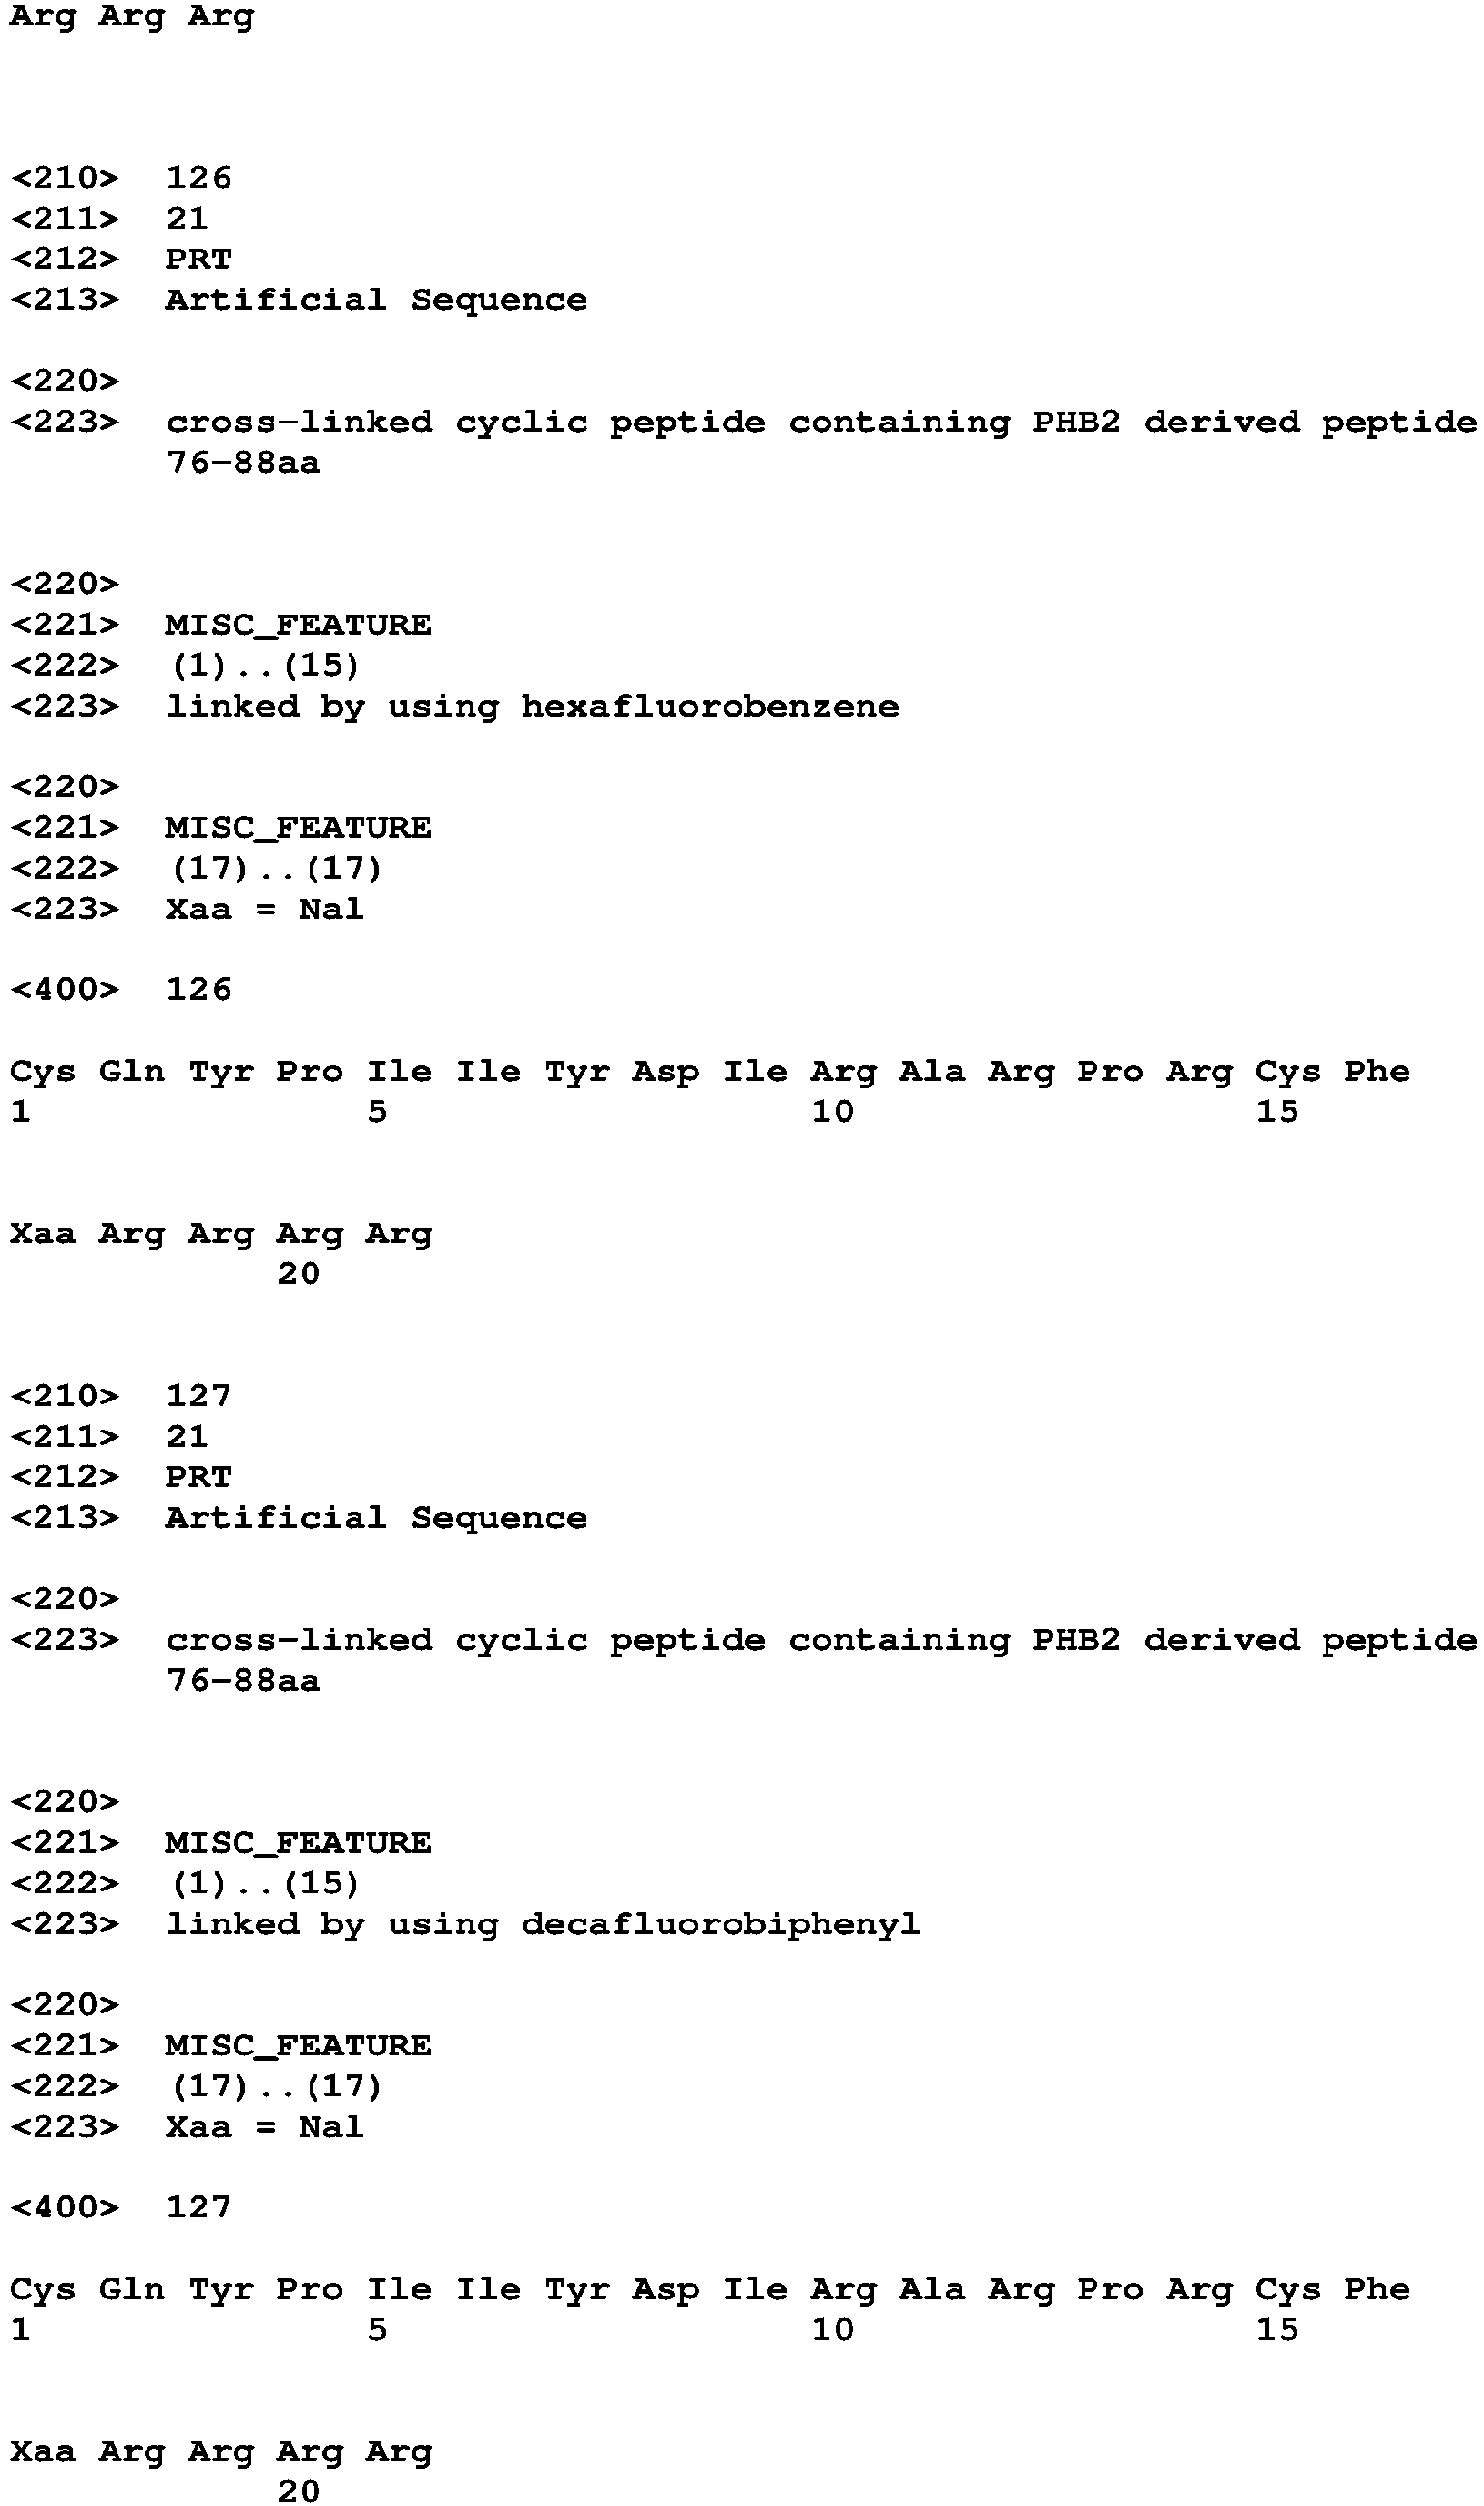 Arg Arg Arg
<210> 126
<211> 21
<212> PRT
<213> Artificial Sequence
<220>
<223> cross-linked cyclic peptide containing PHB2 derived peptide
76-88aa
<220>
<221> MISC_FEATURE
<222> (1)..(15)
<223> linked by using hexafluorobenzene
<220>
<221> MISC_FEATURE
<222> (17)..(17)
<223> Xaa = Nal
<400> 126
Cys Gln Tyr Pro Ile Ile Tyr Asp Ile Arg Ala Arg Pro Arg Cys Phe
1 5 10 15
Xaa Arg Arg Arg Arg
20
<210> 127
<211> 21
<212> PRT
<213> Artificial Sequence
<220>
<223> cross-linked cyclic peptide containing PHB2 derived peptide
76-88aa
<220>
<221> MISC_FEATURE
<222> (1)..(15)
<223> linked by using decafluorobiphenyl
<220>
<221> MISC_FEATURE
<222> (17)..(17)
<223> Xaa = Nal
<400> 127
Cys Gln Tyr Pro Ile Ile Tyr Asp Ile Arg Ala Arg Pro Arg Cys Phe
1 5 10 15
Xaa Arg Arg Arg Arg
20